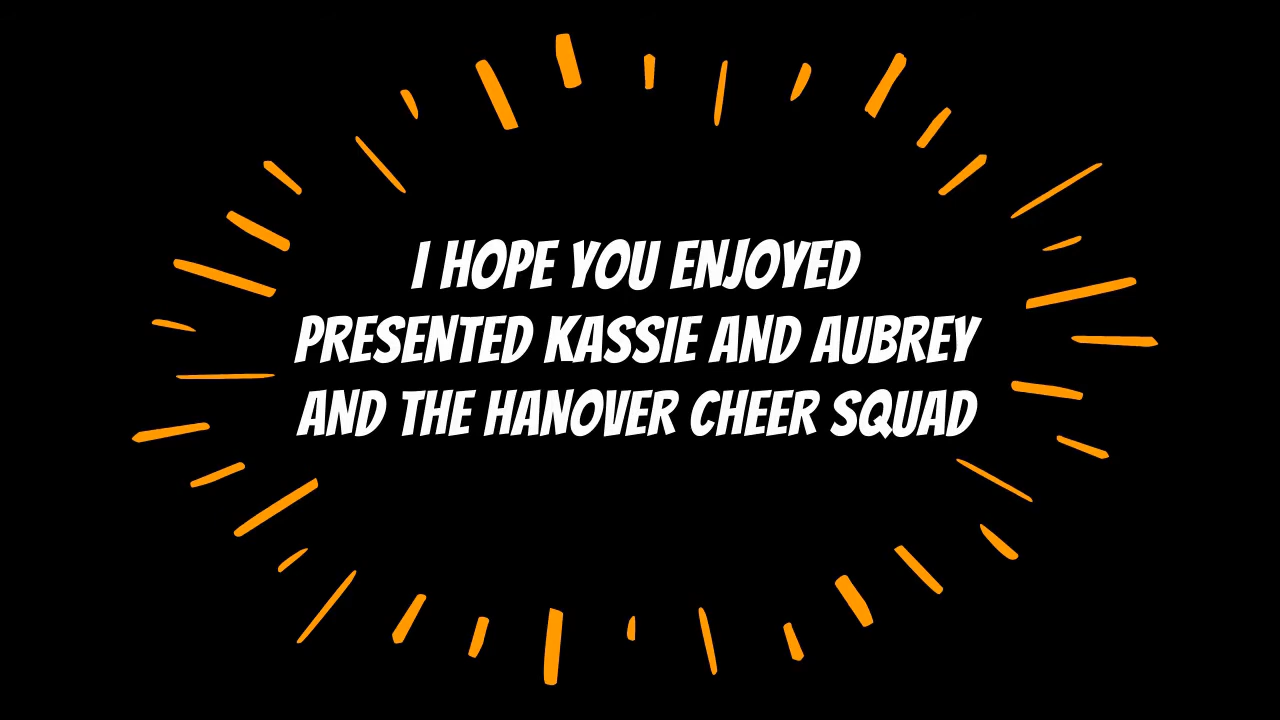 I HOPE YOU ENJOYED
PRESENTED KASSIE AND AUBREY
AND THE HANOVER CHEER SQUAD